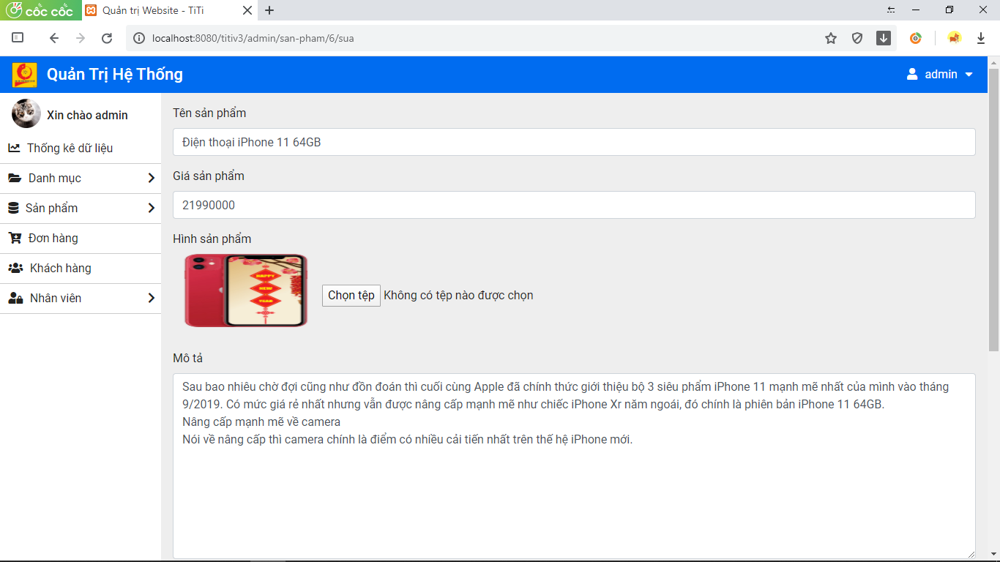 cốc cốc
Quản trị Website - TiTi
localhost:8080/titiv3/admin/san-pham/6/sua
Quản Trị Hệ Thống
admin
Xin chào admin
Thống kê dữ liệu
Danh mục
Sản phẩm
Đơn hàng
Khách hàng
Nhân viên
Tên sản phẩm
Điện thoại iPhone 11 64GB
Giá sản phẩm
21990000
Hình sản phẩm
HAPPY
NEW
YEAR
Chọn tệp Không có tệp nào được chọn
Mô tả
Sau bao nhiêu chờ đợi cũng như đồn đoán thì cuối cùng Apple đã chính thức giới thiệu bộ 3 siêu phẩm iPhone 11 mạnh mẽ nhất của mình vào tháng
9/2019. Có mức giá rẻ nhất nhưng vẫn được nâng cấp mạnh mẽ như chiếc iPhone Xr năm ngoái, đó chính là phiên bản iPhone 11 64GB.
Nâng cấp mạnh mẽ về camera
Nói về nâng cấp thì camera chính là điểm có nhiều cải tiến nhất trên thế hệ iPhone mới.